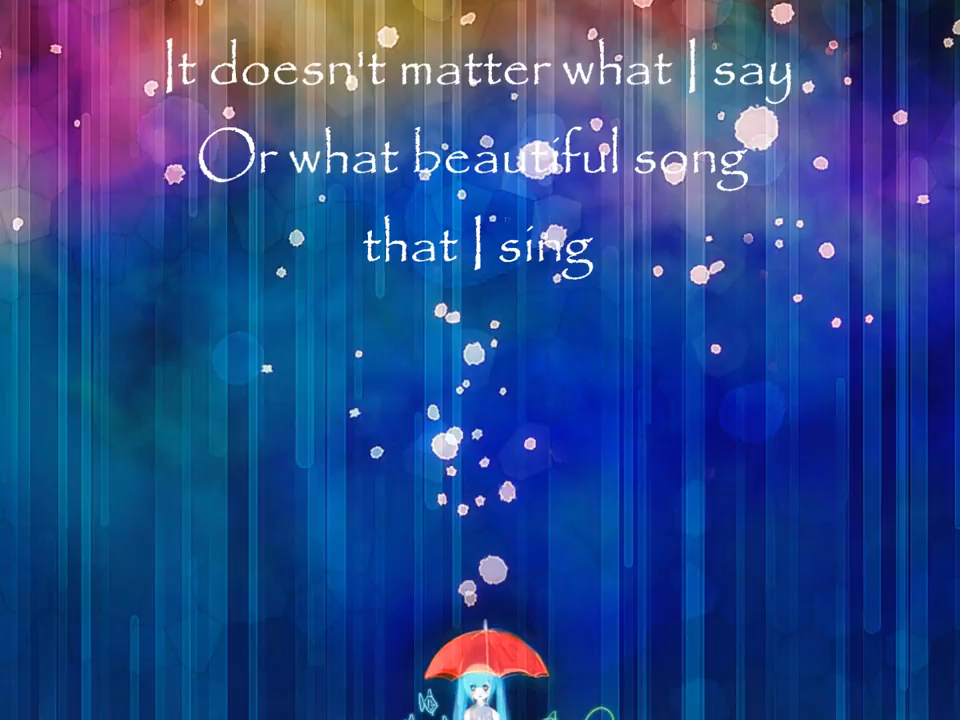 It doesn't matter what I say
Or what beautiful song
that I sing